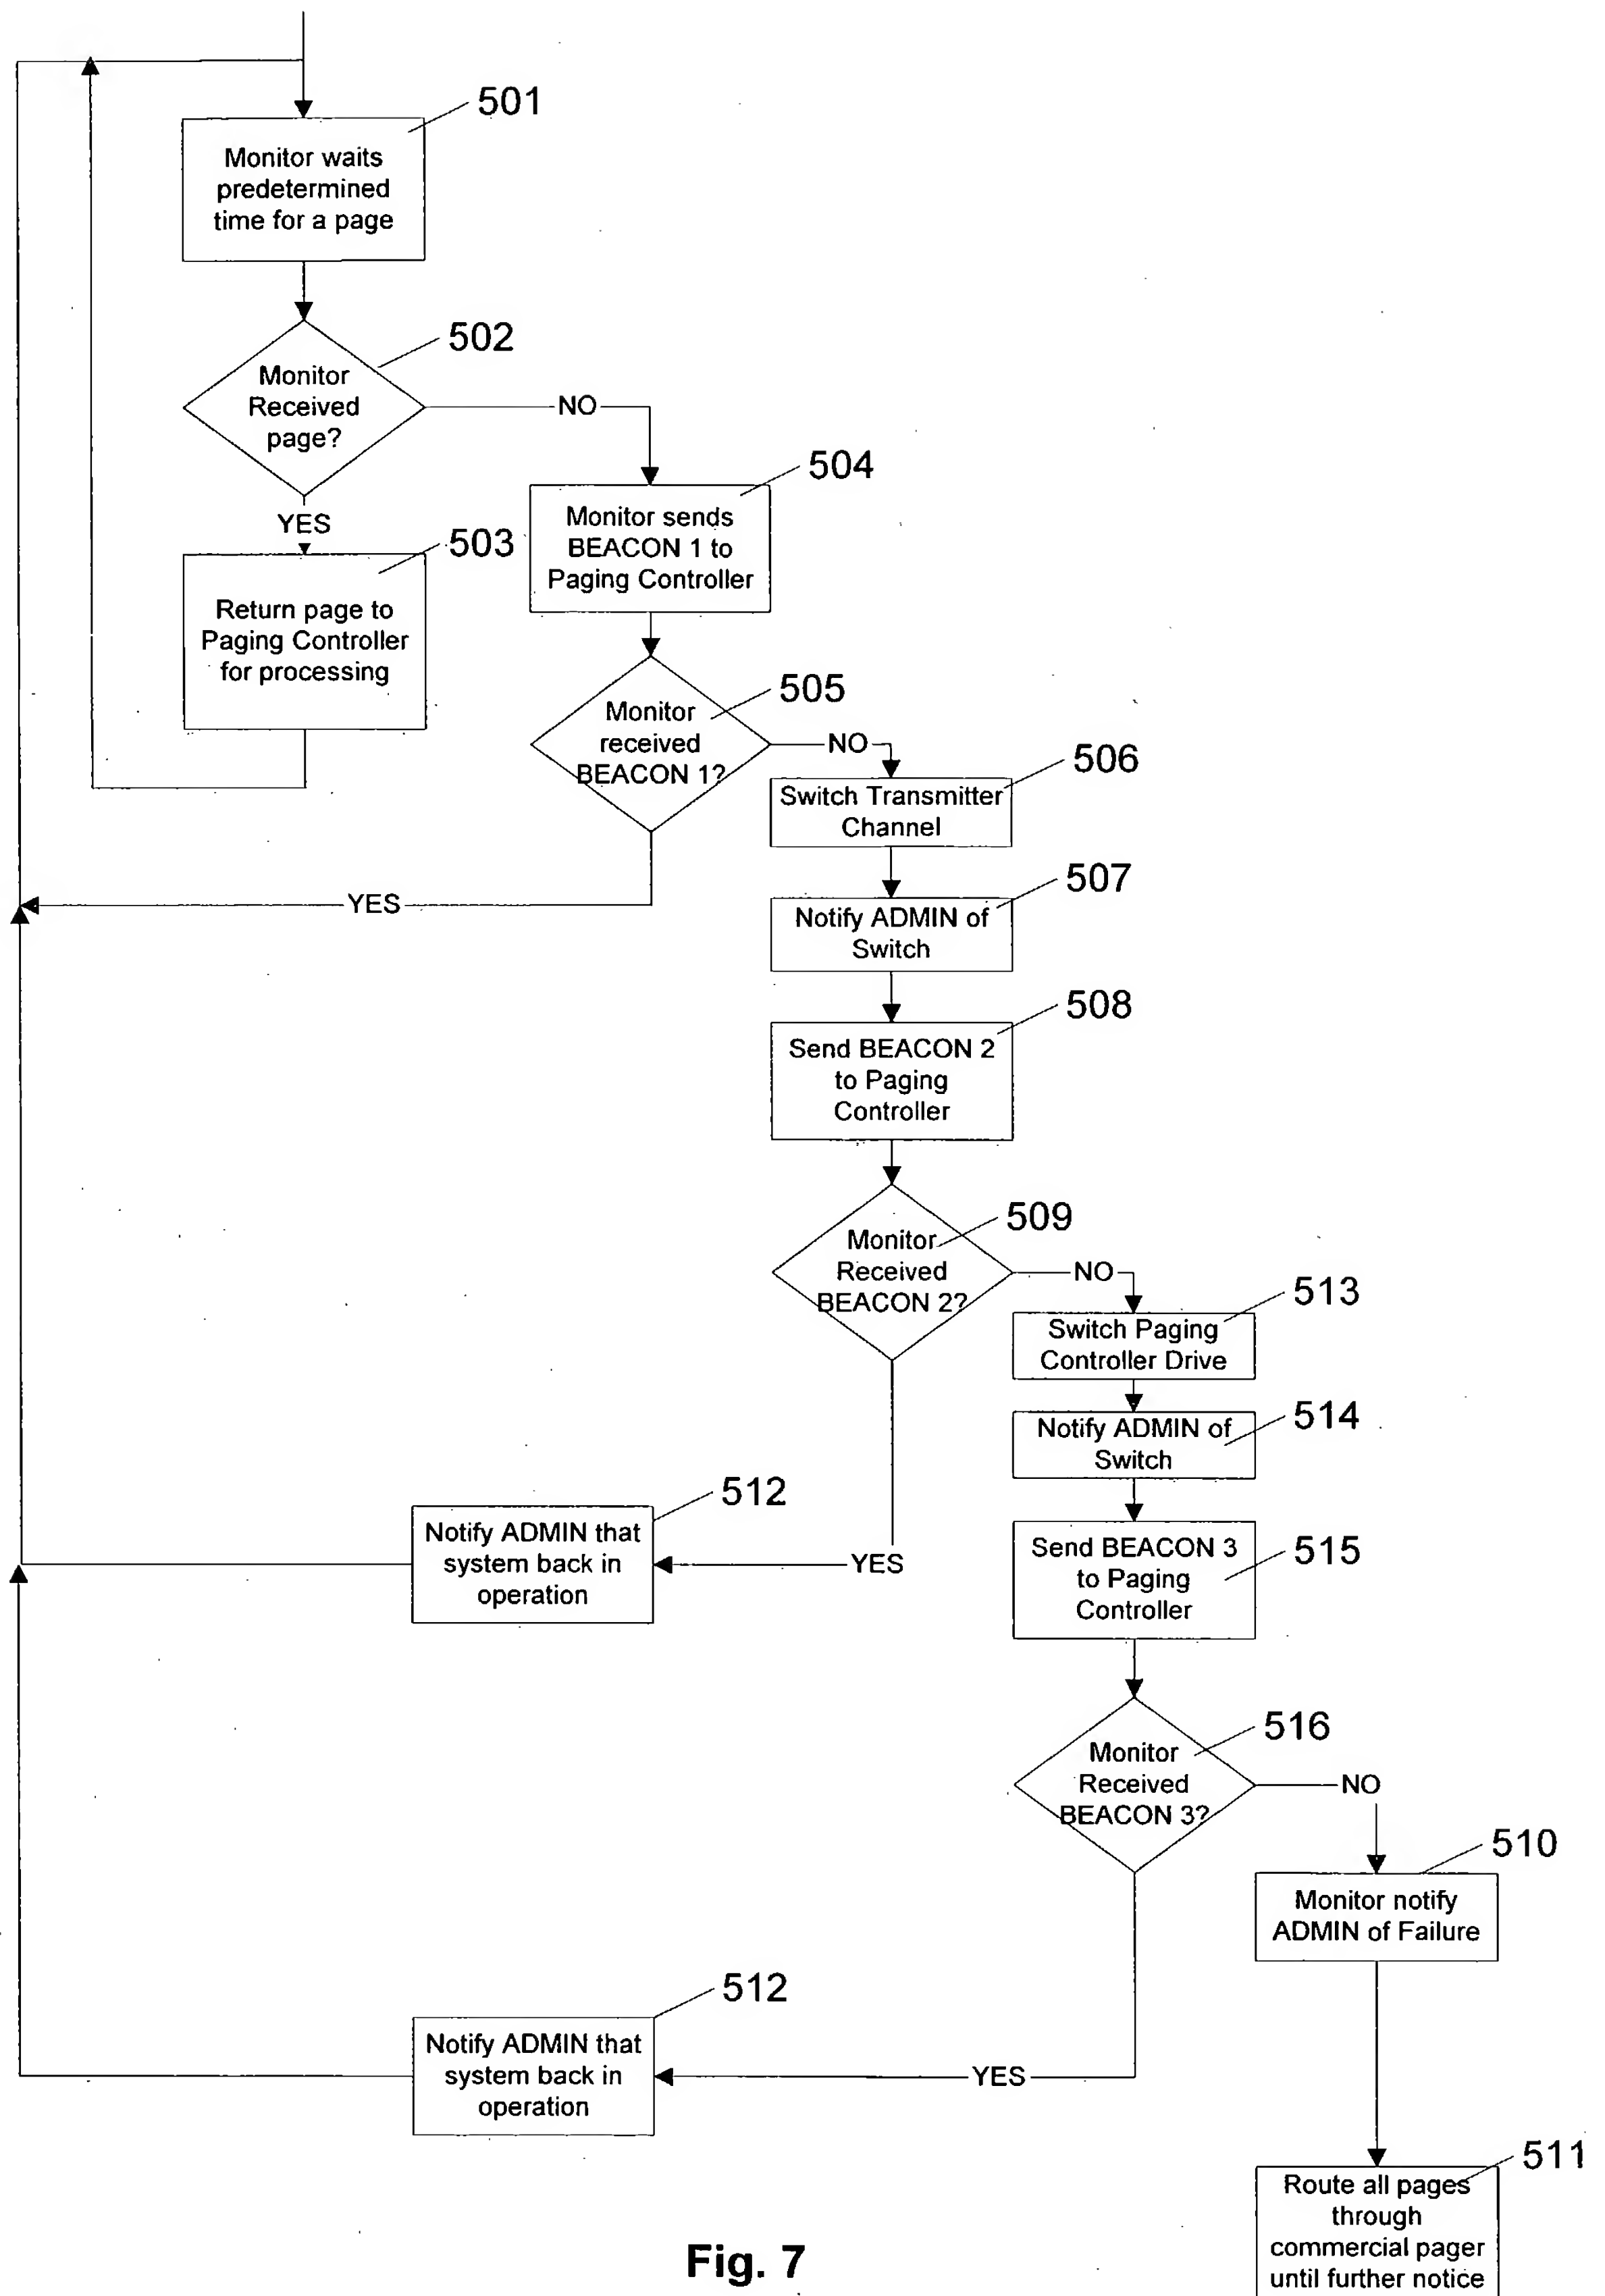 501
Monitor waits
predetermined
time for a page
502
Monitor
Received
page?
NO
YES
503
Return page to
Paging Controller
for processing
504
Monitor sends
BEACON 1 to
Paging Controller
505
Monitor
received
BEACON 1?
NO
YES
506
Switch Transmitter
Channel
507
Notify ADMIN of
Switch
508
Send BEACON 2
to Paging
Controller
509
Monitor
Received
BEACON 2?
NO
YES
513
Switch Paging
Controller Drive
514
Notify ADMIN of
Switch
512
Notify ADMIN that
system back in
operation
515
Send BEACON 3
to Paging
Controller
516
Monitor
Received
BEACON 3?
NO
YES
510
Monitor notify
ADMIN of Failure
512
Notify ADMIN that
system back in
operation
511
Route all pages
through
commercial pager
until further notice
Fig. 7